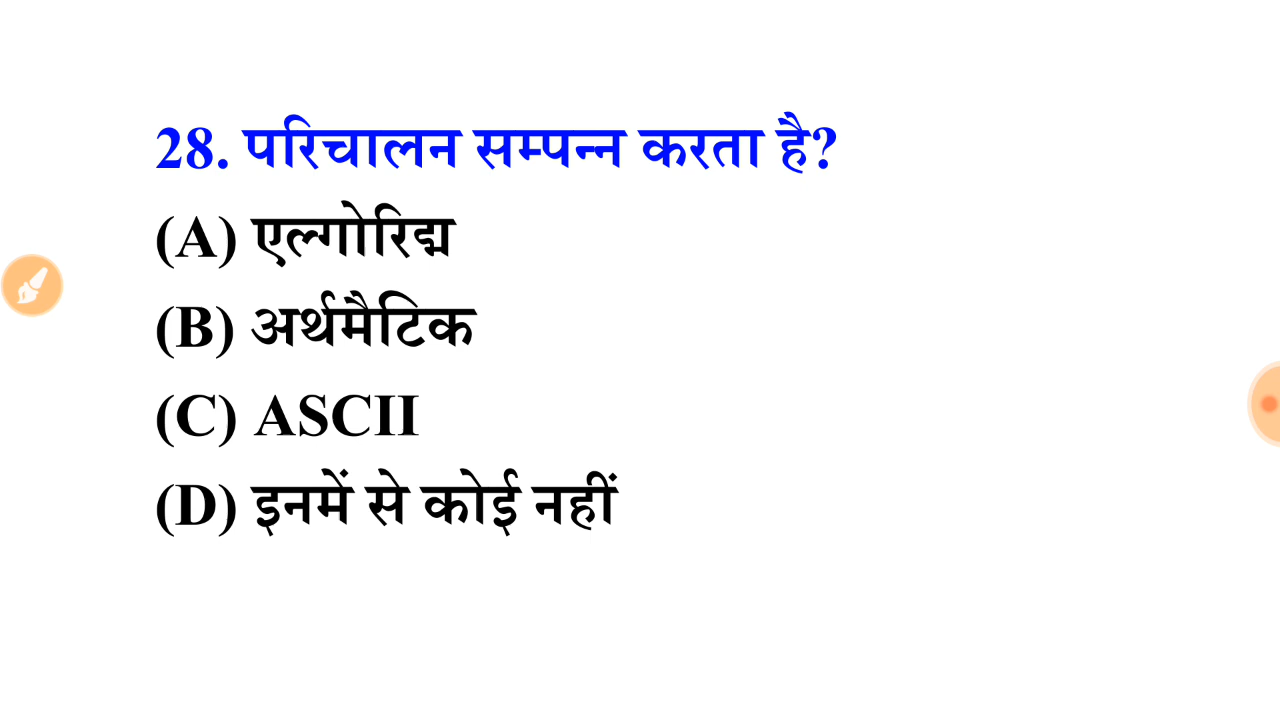 28. परिचालन सम्पन्न करता है?
(A) एल्गोरिद्म
(B) अर्थमैटिक
(C) ASCII
(D) इनमें से कोई नहीं